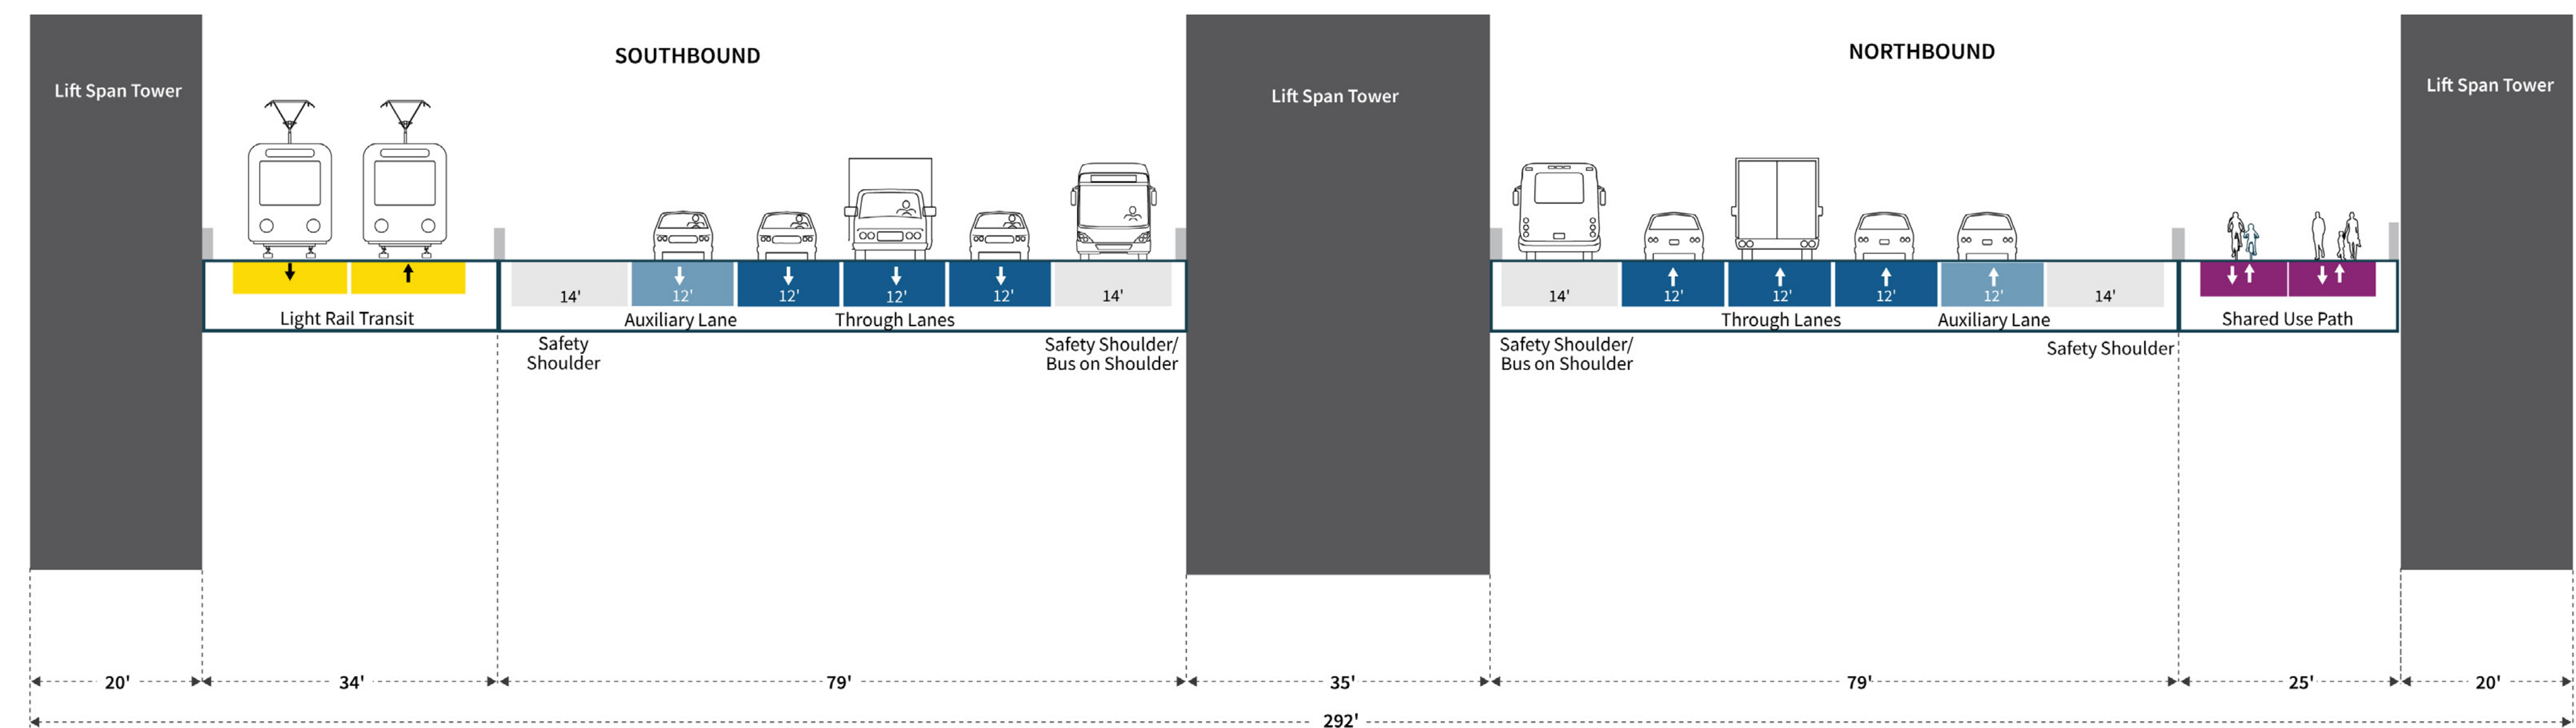 SOUTHBOUND
NORTHBOUND
Lift Span Tower
Lift Span Tower
Lift Span Tower
14'
12'
12'
12'
12'
14'
14'
12'
12'
12'
12'
14'
Light Rail Transit
Auxiliary Lane
Through Lanes
Through Lanes
Auxiliary Lane
Shared Use Path
Safety
Shoulder
Safety Shoulder/
Bus on Shoulder
Safety Shoulder/
Bus on Shoulder
Safety Shoulder
20'
34'
79'
35'
79'
25'
20'
292'